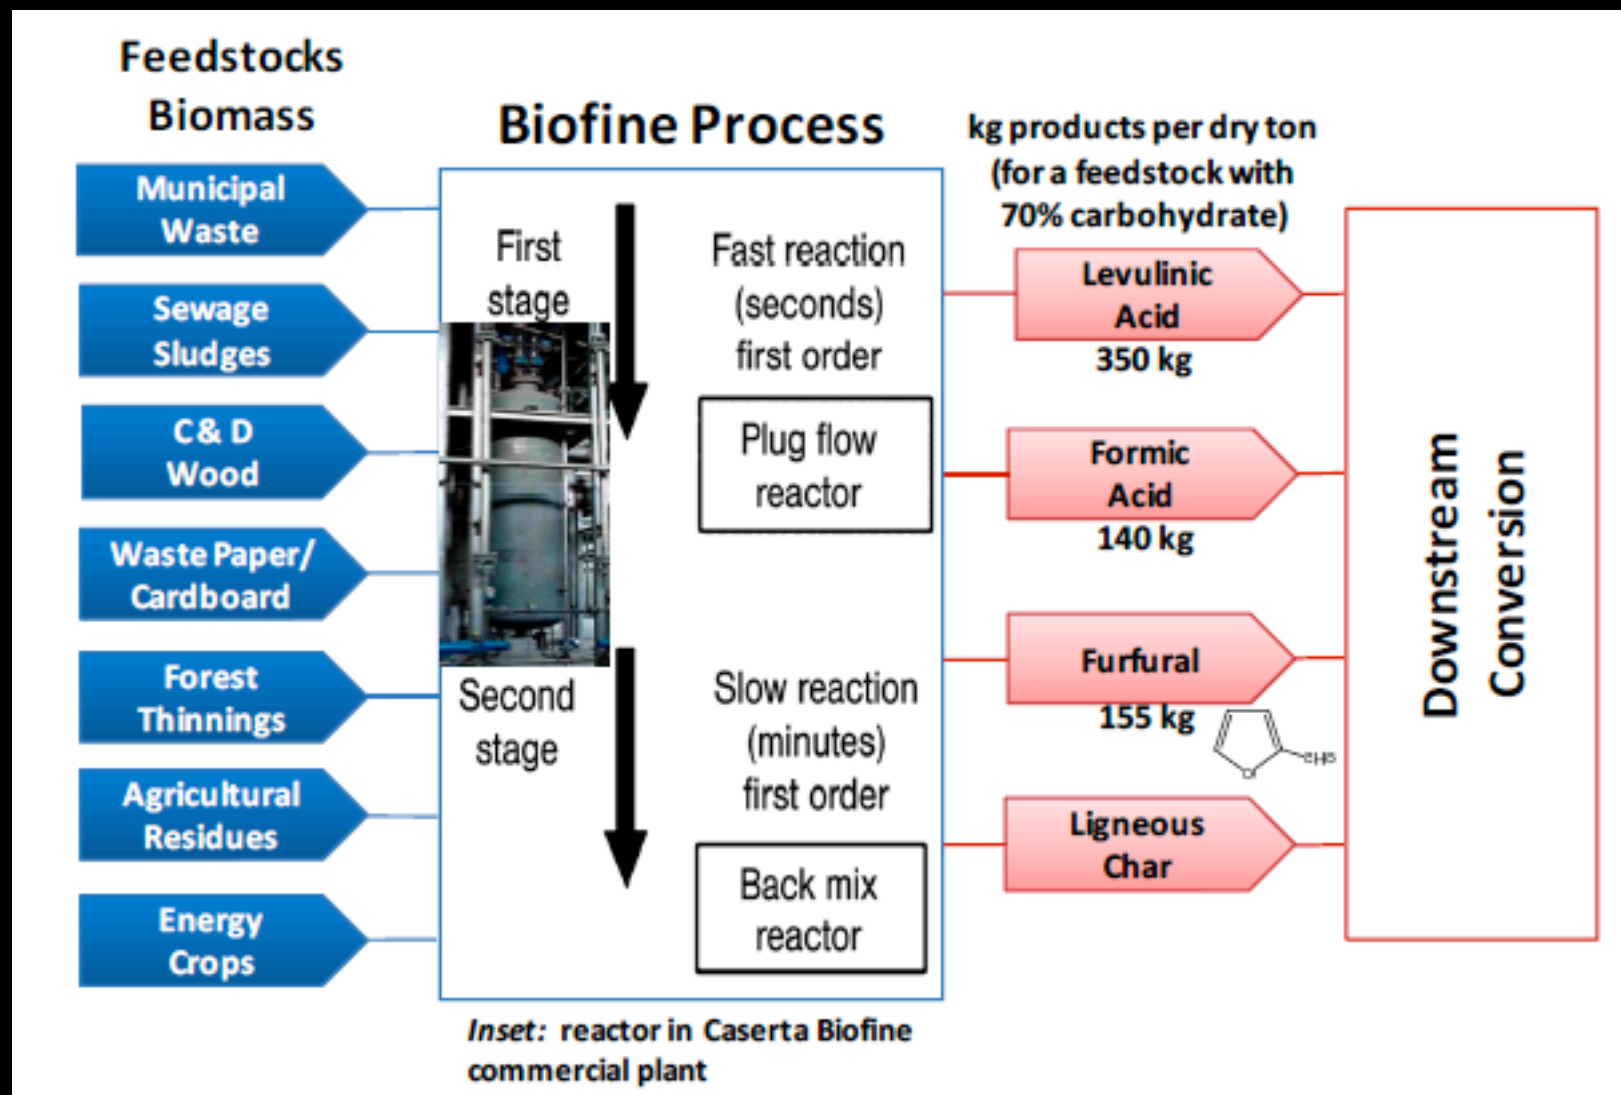 Feedstocks
Biomass
Municipal
Waste
Sewage
Sludges
C & D
Wood
Waste Paper/
Cardboard
Forest
Thinnings
Agricultural
Residues
Energy
Crops
Biofine Process
First
stage
Fast reaction
(seconds)
first order
Plug flow
reactor
Second
stage
Slow reaction
(minutes)
first order
Back mix
reactor
Inset: reactor in Caserta Biofine
commercial plant
kg products per dry ton
(for a feedstock with
70% carbohydrate)
Levulinic
Acid
350 kg
Formic
Acid
140 kg
Furfural
155 kg
Ligneous
Char
Downstream
Conversion